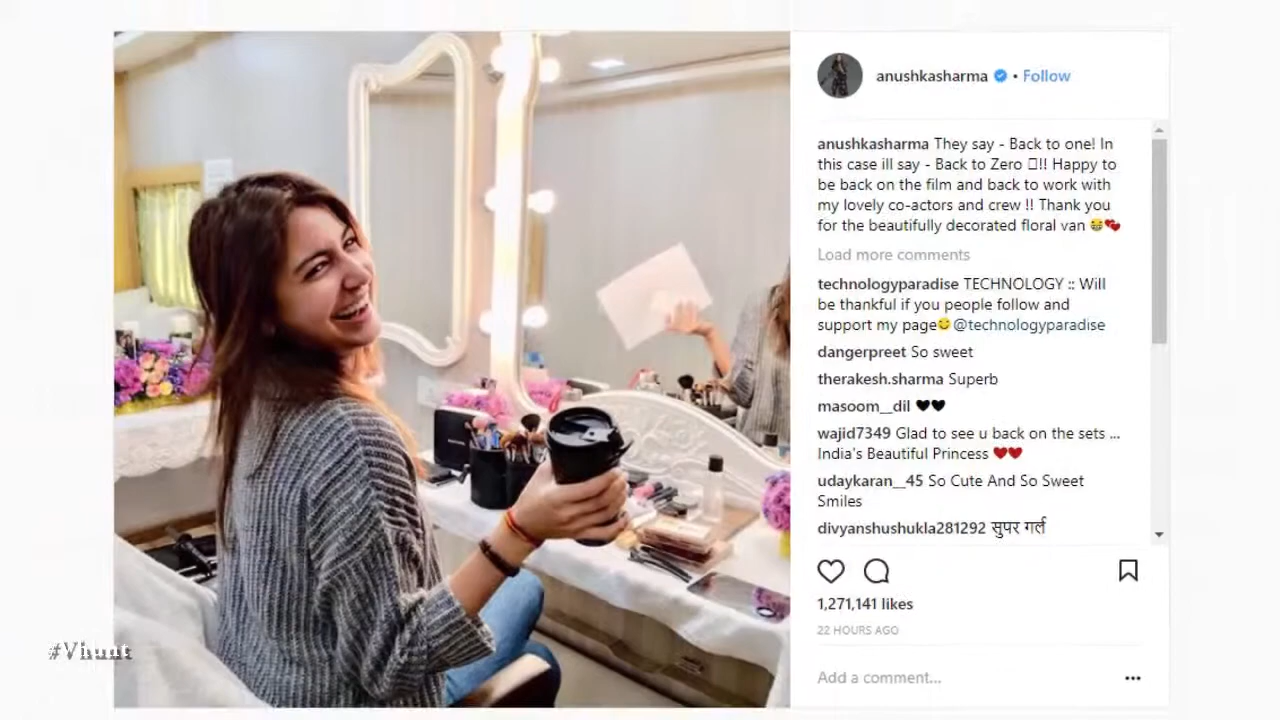 anushkasharma • Follow
anushkasharma They say - Back to one! In
this case ill say - Back to Zero !! Happy to
be back on the film and back to work with
my lovely co-actors and crew !! Thank you
for the beautifully decorated floral van 😂💕
Load more comments
technologyparadise TECHNOLOGY :: Will
be thankful if you people follow and
support my page😊 @technologyparadise
dangerpreet So sweet
therakesh.sharma Superb
masoom__dil 🖤🖤
wajid7349 Glad to see u back on the sets ...
India's Beautiful Princess ❤❤
udaykaran__45 So Cute And So Sweet
Smiles
divyanshushukla281292 सुपर गर्ल
1,271,141 likes
22 HOURS AGO
Add a comment...
#Vhunt